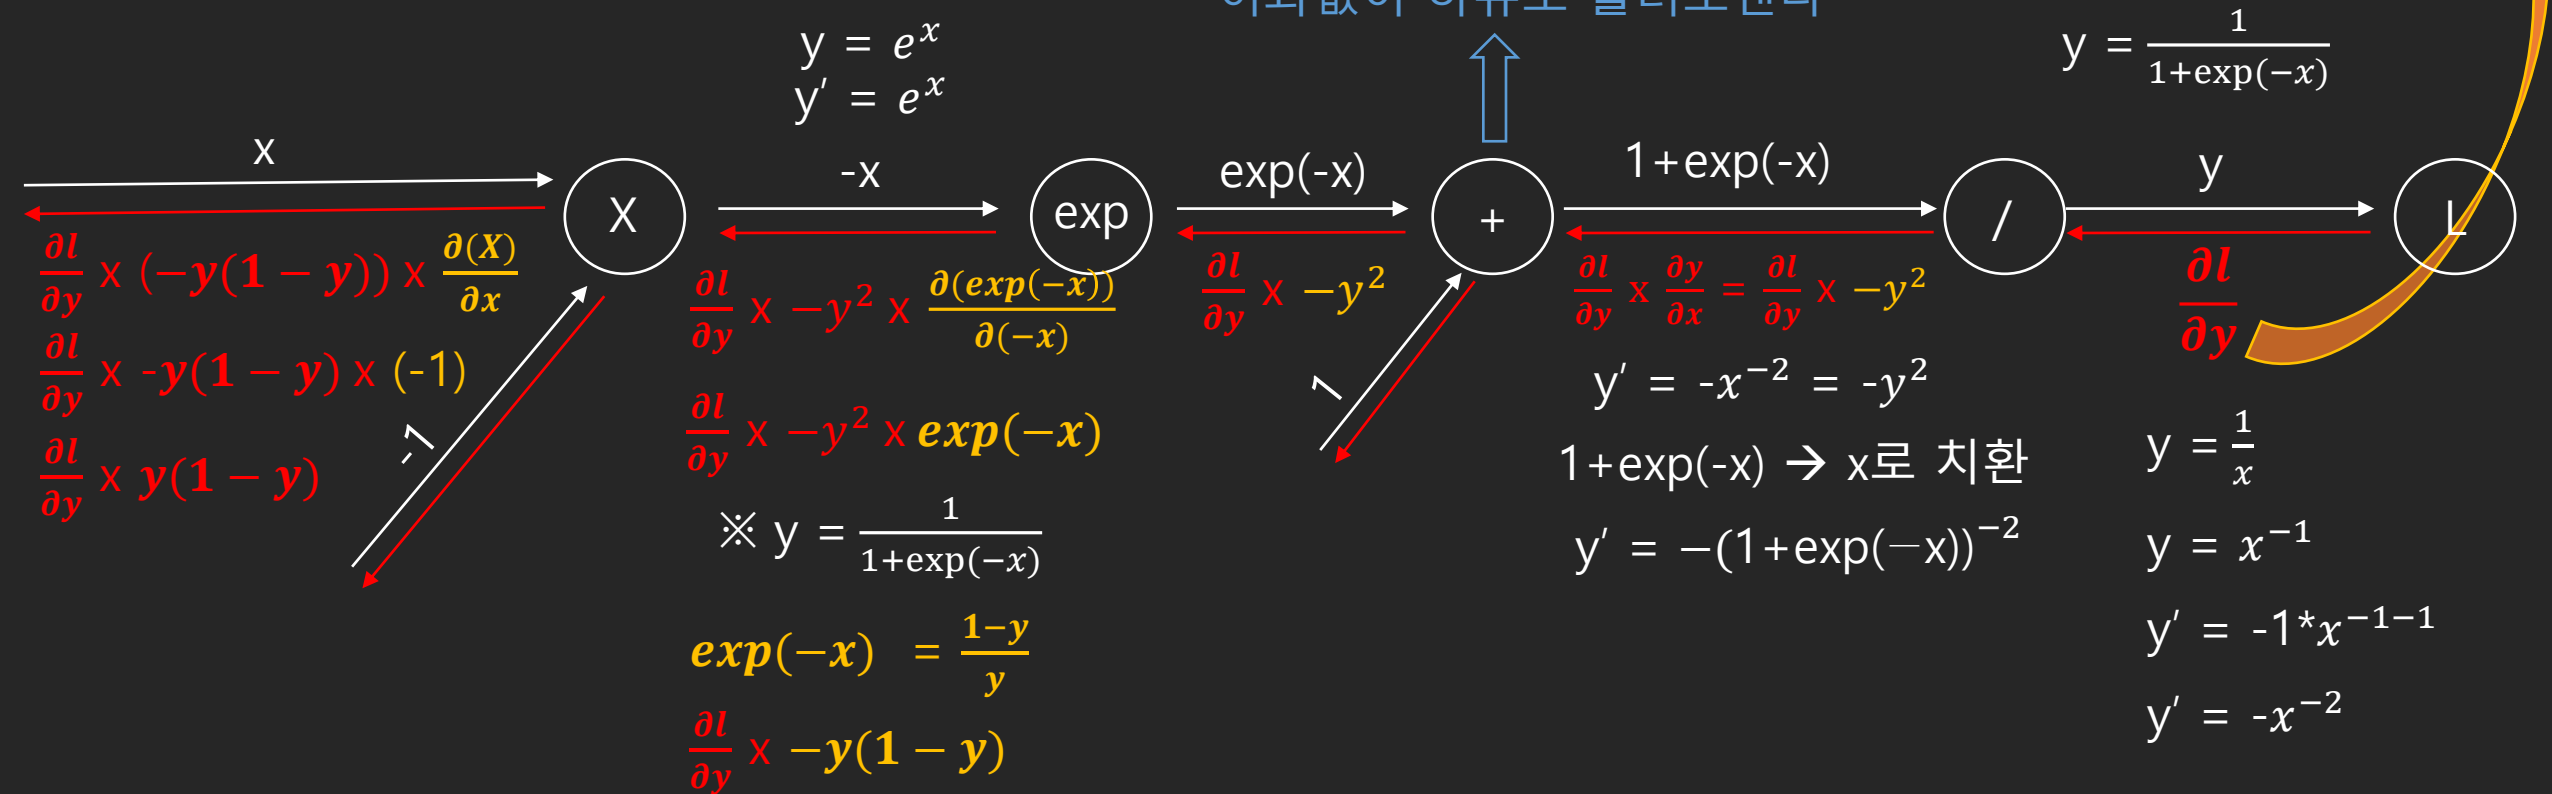 y = e^x
y′ = e^x
y = 1/(1+exp(−x))
x
X
-x
exp
exp(-x)
+
1+exp(-x)
/
y
L
∂l/∂y x (−y(1 − y)) x ∂(X)/∂x
∂l/∂y x -y(1 − y) x (-1)
∂l/∂y x y(1 − y)
-1
∂l/∂y x −y² x ∂(exp(−x))/∂(−x)
∂l/∂y x −y² x exp(−x)
※ y = 1/(1+exp(−x))
exp(−x) = (1−y)/y
∂l/∂y x −y(1 − y)
∂l/∂y x −y²
1
∂l/∂y x ∂y/∂x = ∂l/∂y x −y²
y′ = -x⁻² = -y²
1+exp(-x) → x로 치환
y′ = −(1+exp(−x))⁻²
∂l/∂y
y = 1/x
y = x⁻¹
y′ = -1*x⁻¹⁻¹
y′ = -x⁻²